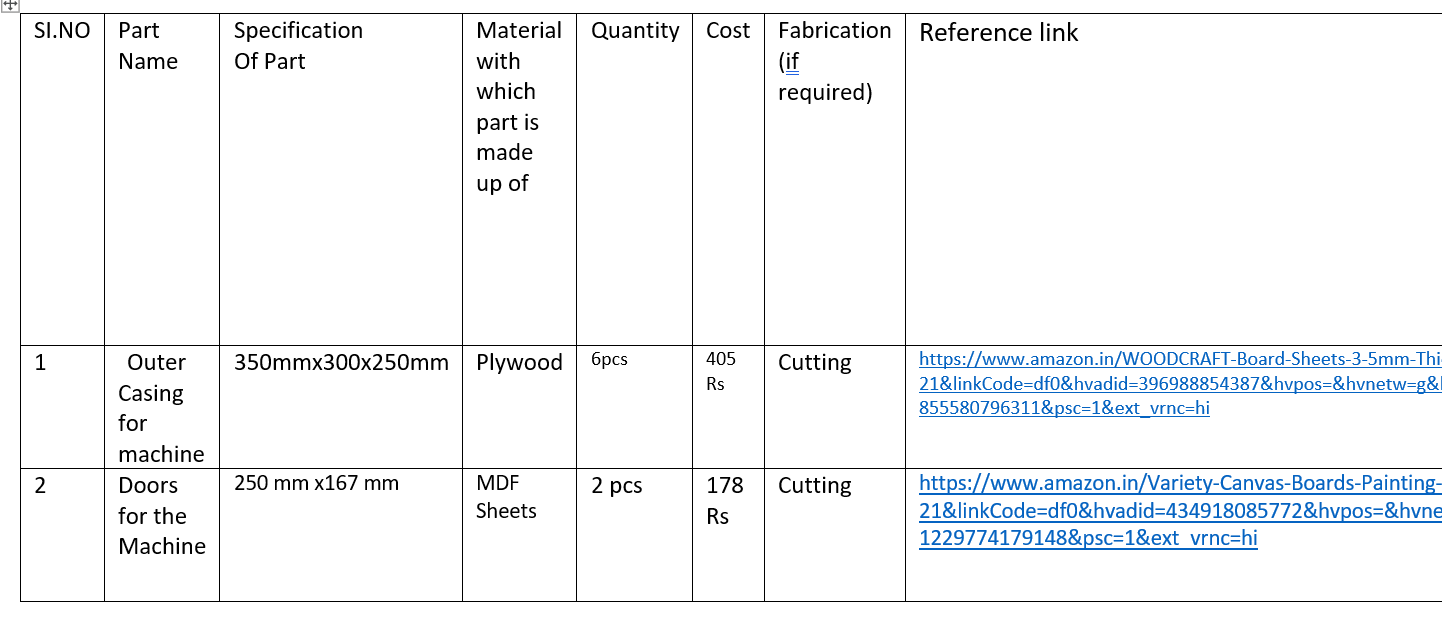 SI.NO
Part
Name
Specification
Of Part
Material
with
which
part is
made
up of
Quantity
Cost
Fabrication
(if
required)
Reference link
1
Outer
Casing
for
machine
350mmx300x250mm
Plywood
6pcs
405
Rs
Cutting
https://www.amazon.in/WOODCRAFT-Board-Sheets-3-5mm-Thi
21&linkCode=df0&hvadid=396988854387&hvpos=&hvnetw=g&
855580796311&psc=1&ext_vrnc=hi
2
Doors
for the
Machine
250 mm x167 mm
MDF
Sheets
2 pcs
178
Rs
Cutting
https://www.amazon.in/Variety-Canvas-Boards-Painting-
21&linkCode=df0&hvadid=434918085772&hvpos=&hvne
1229774179148&psc=1&ext_vrnc=hi